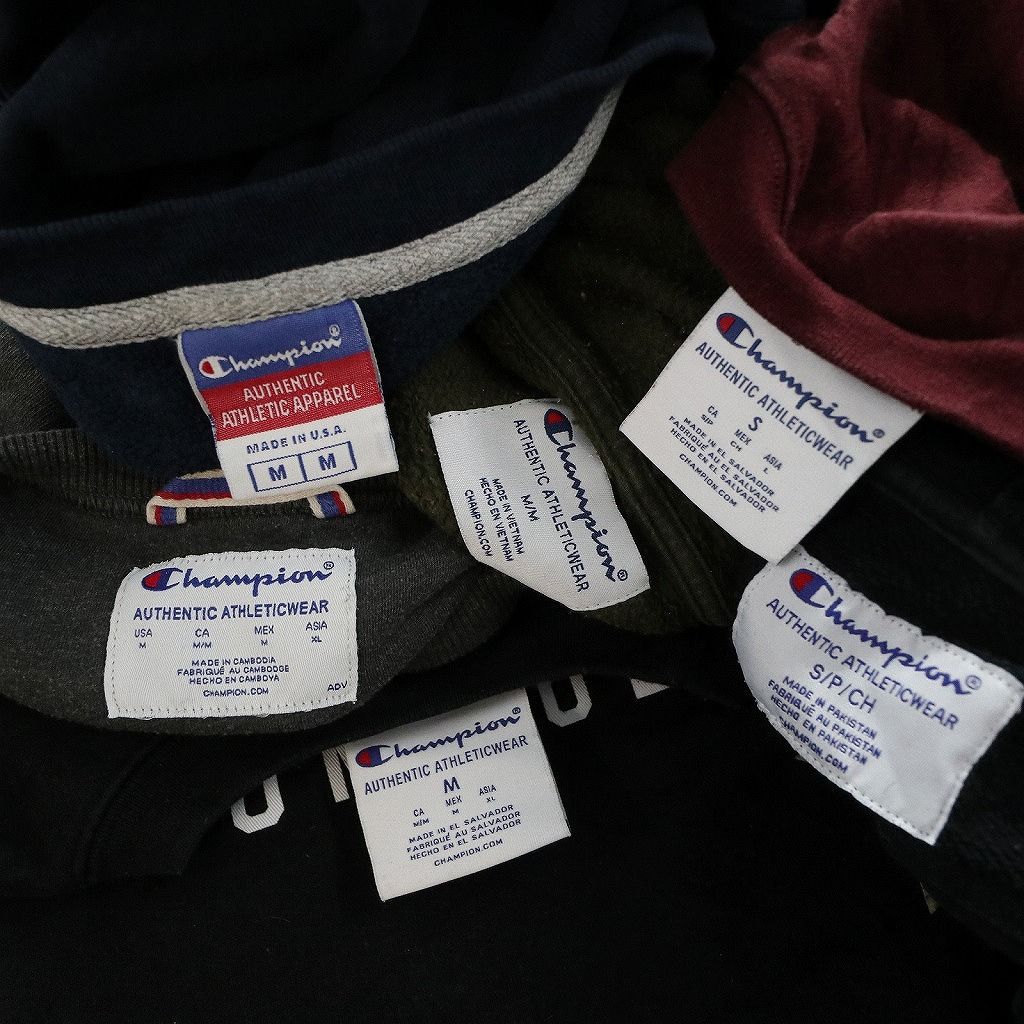 Champion®
AUTHENTIC
ATHLETIC APPAREL
MADE IN U.S.A.
M M
Champion®
AUTHENTIC ATHLETICWEAR
M/M
MADE IN VIETNAM
HECHO EN VIETNAM
CHAMPION.COM
Champion®
AUTHENTIC ATHLETICWEAR
S
CA MEX ASIA
S/P CH L
MADE IN EL SALVADOR
FABRIQUÉ AU EL SALVADOR
HECHO EN EL SALVADOR
CHAMPION.COM
Champion®
AUTHENTIC ATHLETICWEAR
USA CA MEX ASIA
M M/M M XL
MADE IN CAMBODIA
FABRIQUÉ AU CAMBODGE
HECHO EN CAMBOYA
CHAMPION.COM
ADV
Champion®
AUTHENTIC ATHLETICWEAR
S/P/CH
MADE IN PAKISTAN
FABRIQUÉ AU PAKISTAN
HECHO EN PAKISTAN
CHAMPION.COM
Champion®
AUTHENTIC ATHLETICWEAR
M
CA MEX ASIA
M/M M XL
MADE IN EL SALVADOR
FABRIQUÉ AU EL SALVADOR
HECHO EN EL SALVADOR
CHAMPION.COM